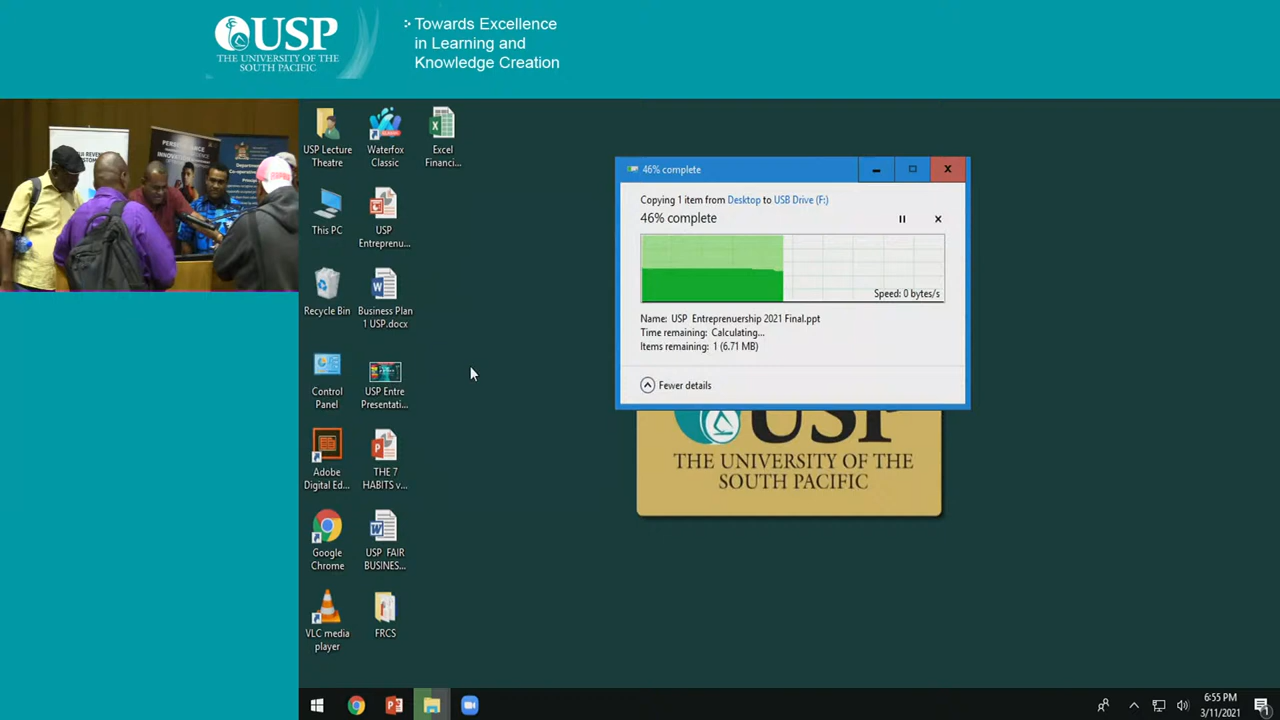 USP
THE UNIVERSITY OF THE
SOUTH PACIFIC
Towards Excellence
in Learning and
Knowledge Creation
USP Lecture
Theatre
Waterfox
Classic
Excel
Financi...
This PC
USP
Entreprenu...
Recycle Bin
Business Plan
1 USP.docx
Control
Panel
USP Entre
Presentati...
Adobe
Digital Ed...
THE 7
HABITS v...
Google
Chrome
USP FAIR
BUSINES...
VLC media
player
FRCS
46% complete
Copying 1 item from Desktop to USB Drive (F:)
46% complete
Speed: 0 bytes/s
Name: USP Entreprenuership 2021 Final.ppt
Time remaining: Calculating...
Items remaining: 1 (6.71 MB)
Fewer details
USP
THE UNIVERSITY OF THE
SOUTH PACIFIC
6:55 PM
3/11/2021
1